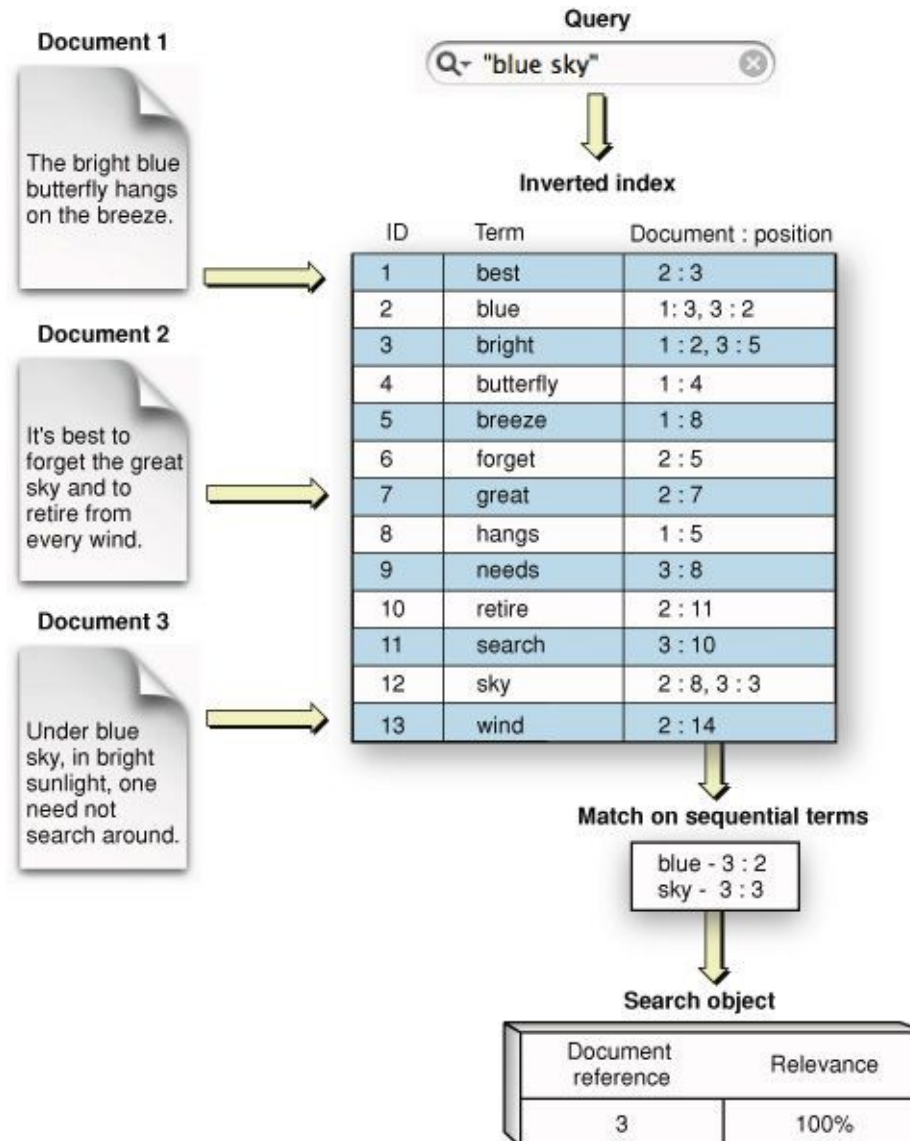 Query
"blue sky"
Document 1
The bright blue
butterfly hangs
on the breeze.
Document 2
It's best to
forget the great
sky and to
retire from
every wind.
Document 3
Under blue
sky, in bright
sunlight, one
need not
search around.
Inverted index
ID Term Document : position
1 best 2 : 3
2 blue 1: 3, 3 : 2
3 bright 1 : 2, 3 : 5
4 butterfly 1 : 4
5 breeze 1 : 8
6 forget 2 : 5
7 great 2 : 7
8 hangs 1 : 5
9 needs 3 : 8
10 retire 2 : 11
11 search 3 : 10
12 sky 2 : 8, 3 : 3
13 wind 2 : 14
Match on sequential terms
blue - 3 : 2
sky - 3 : 3
Search object
Document
reference
Relevance
3 100%